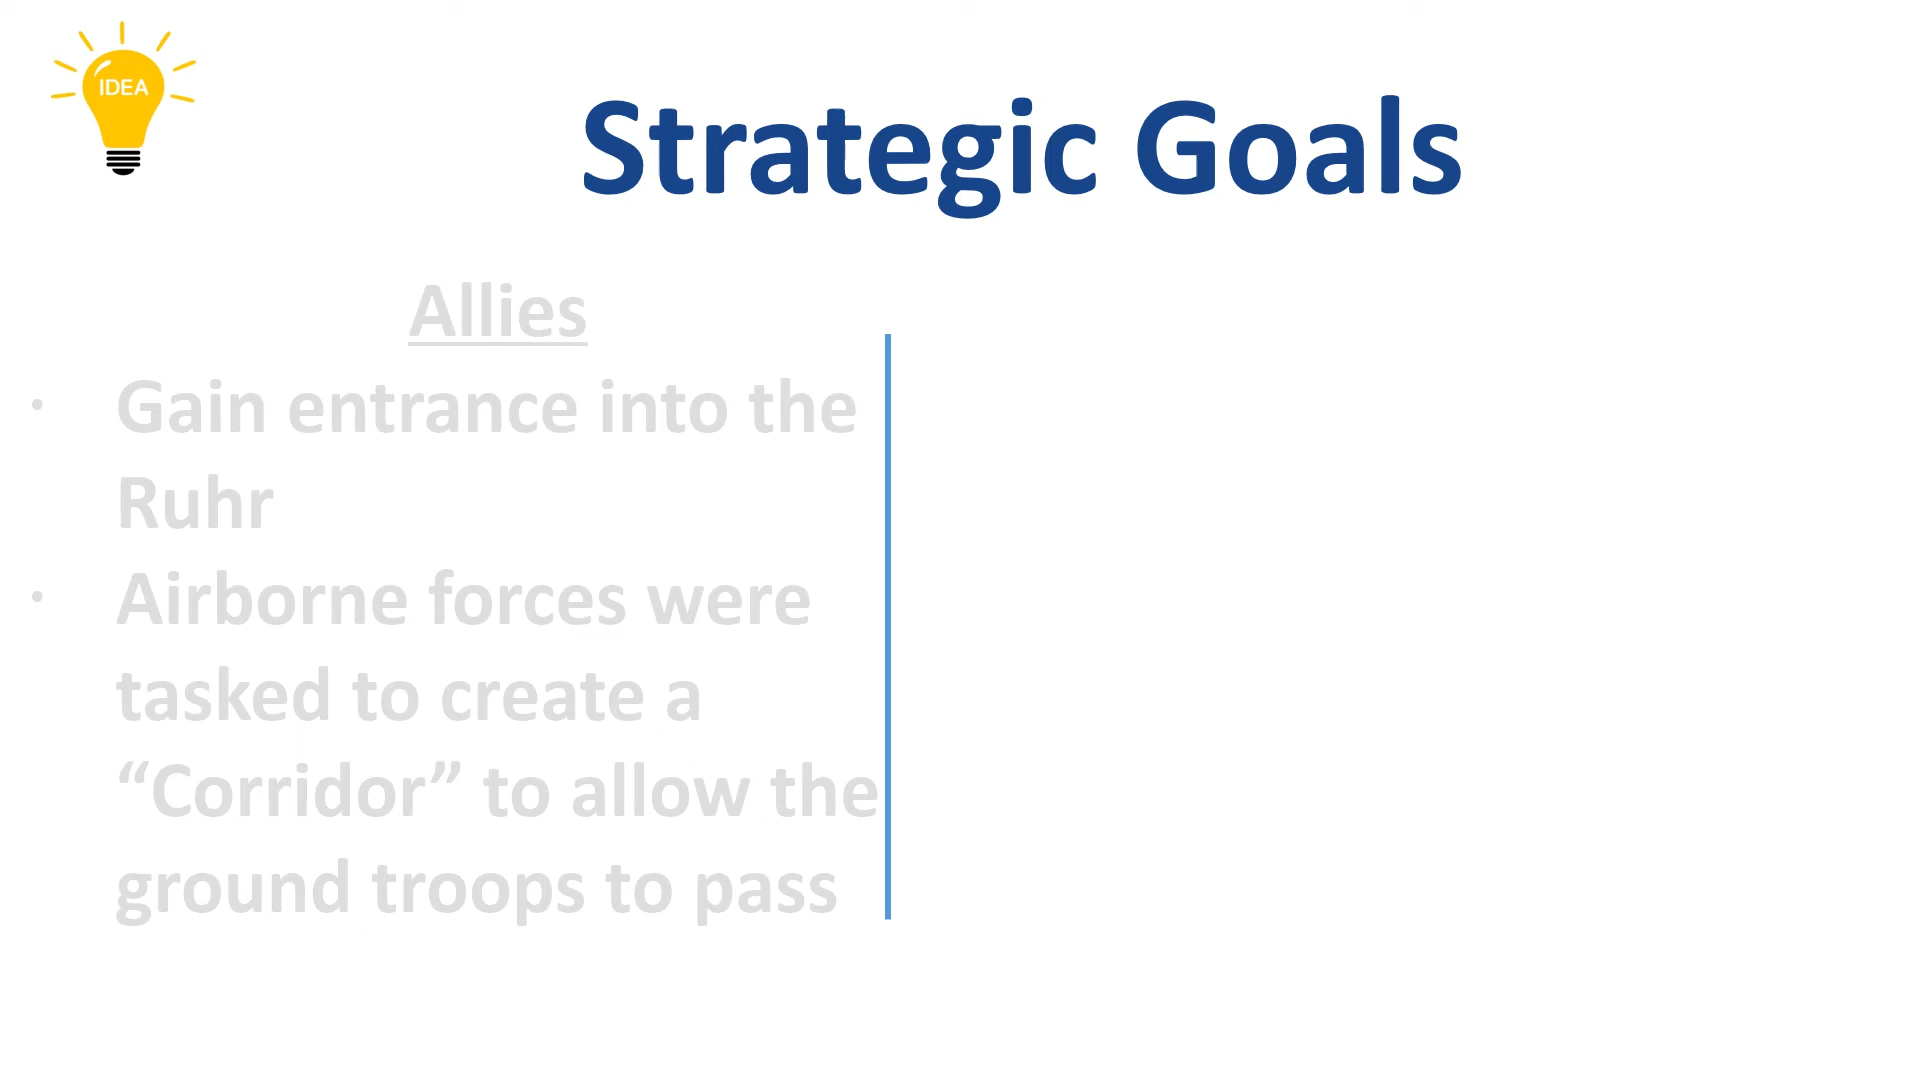 IDEA
Strategic Goals
Allies
· Gain entrance into the
Ruhr
· Airborne forces were
tasked to create a
“Corridor” to allow the
ground troops to pass